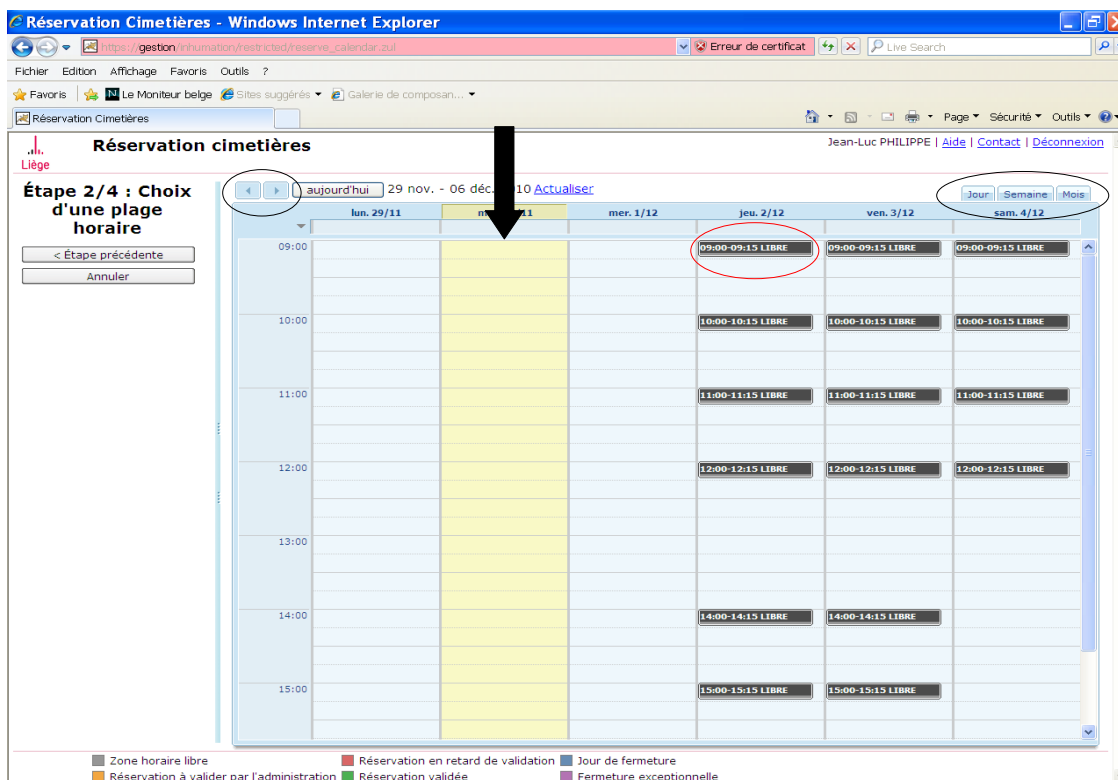 Réservation Cimetières - Windows Internet Explorer
https://gestion/inhumation/restricted/reserve_calendar.zul
Erreur de certificat
Live Search
Fichier Edition Affichage Favoris Outils ?
Favoris Le Moniteur belge Sites suggérés Galerie de composan...
Réservation Cimetières
Page Sécurité Outils
Liège
Réservation cimetières
Jean-Luc PHILIPPE | Aide | Contact | Déconnexion
Étape 2/4 : Choix
d'une plage
horaire
< Étape précédente
Annuler
aujourd'hui 29 nov. - 06 déc. 10 Actualiser
Jour Semaine Mois
lun. 29/11 mer. 1/12 jeu. 2/12 ven. 3/12 sam. 4/12
09:00 09:00-09:15 LIBRE 09:00-09:15 LIBRE 09:00-09:15 LIBRE
10:00 10:00-10:15 LIBRE 10:00-10:15 LIBRE 10:00-10:15 LIBRE
11:00 11:00-11:15 LIBRE 11:00-11:15 LIBRE 11:00-11:15 LIBRE
12:00 12:00-12:15 LIBRE 12:00-12:15 LIBRE 12:00-12:15 LIBRE
13:00
14:00 14:00-14:15 LIBRE 14:00-14:15 LIBRE
15:00 15:00-15:15 LIBRE 15:00-15:15 LIBRE
Zone horaire libre Réservation en retard de validation Jour de fermeture
Réservation à valider par l'administration Réservation validée Fermeture exceptionnelle